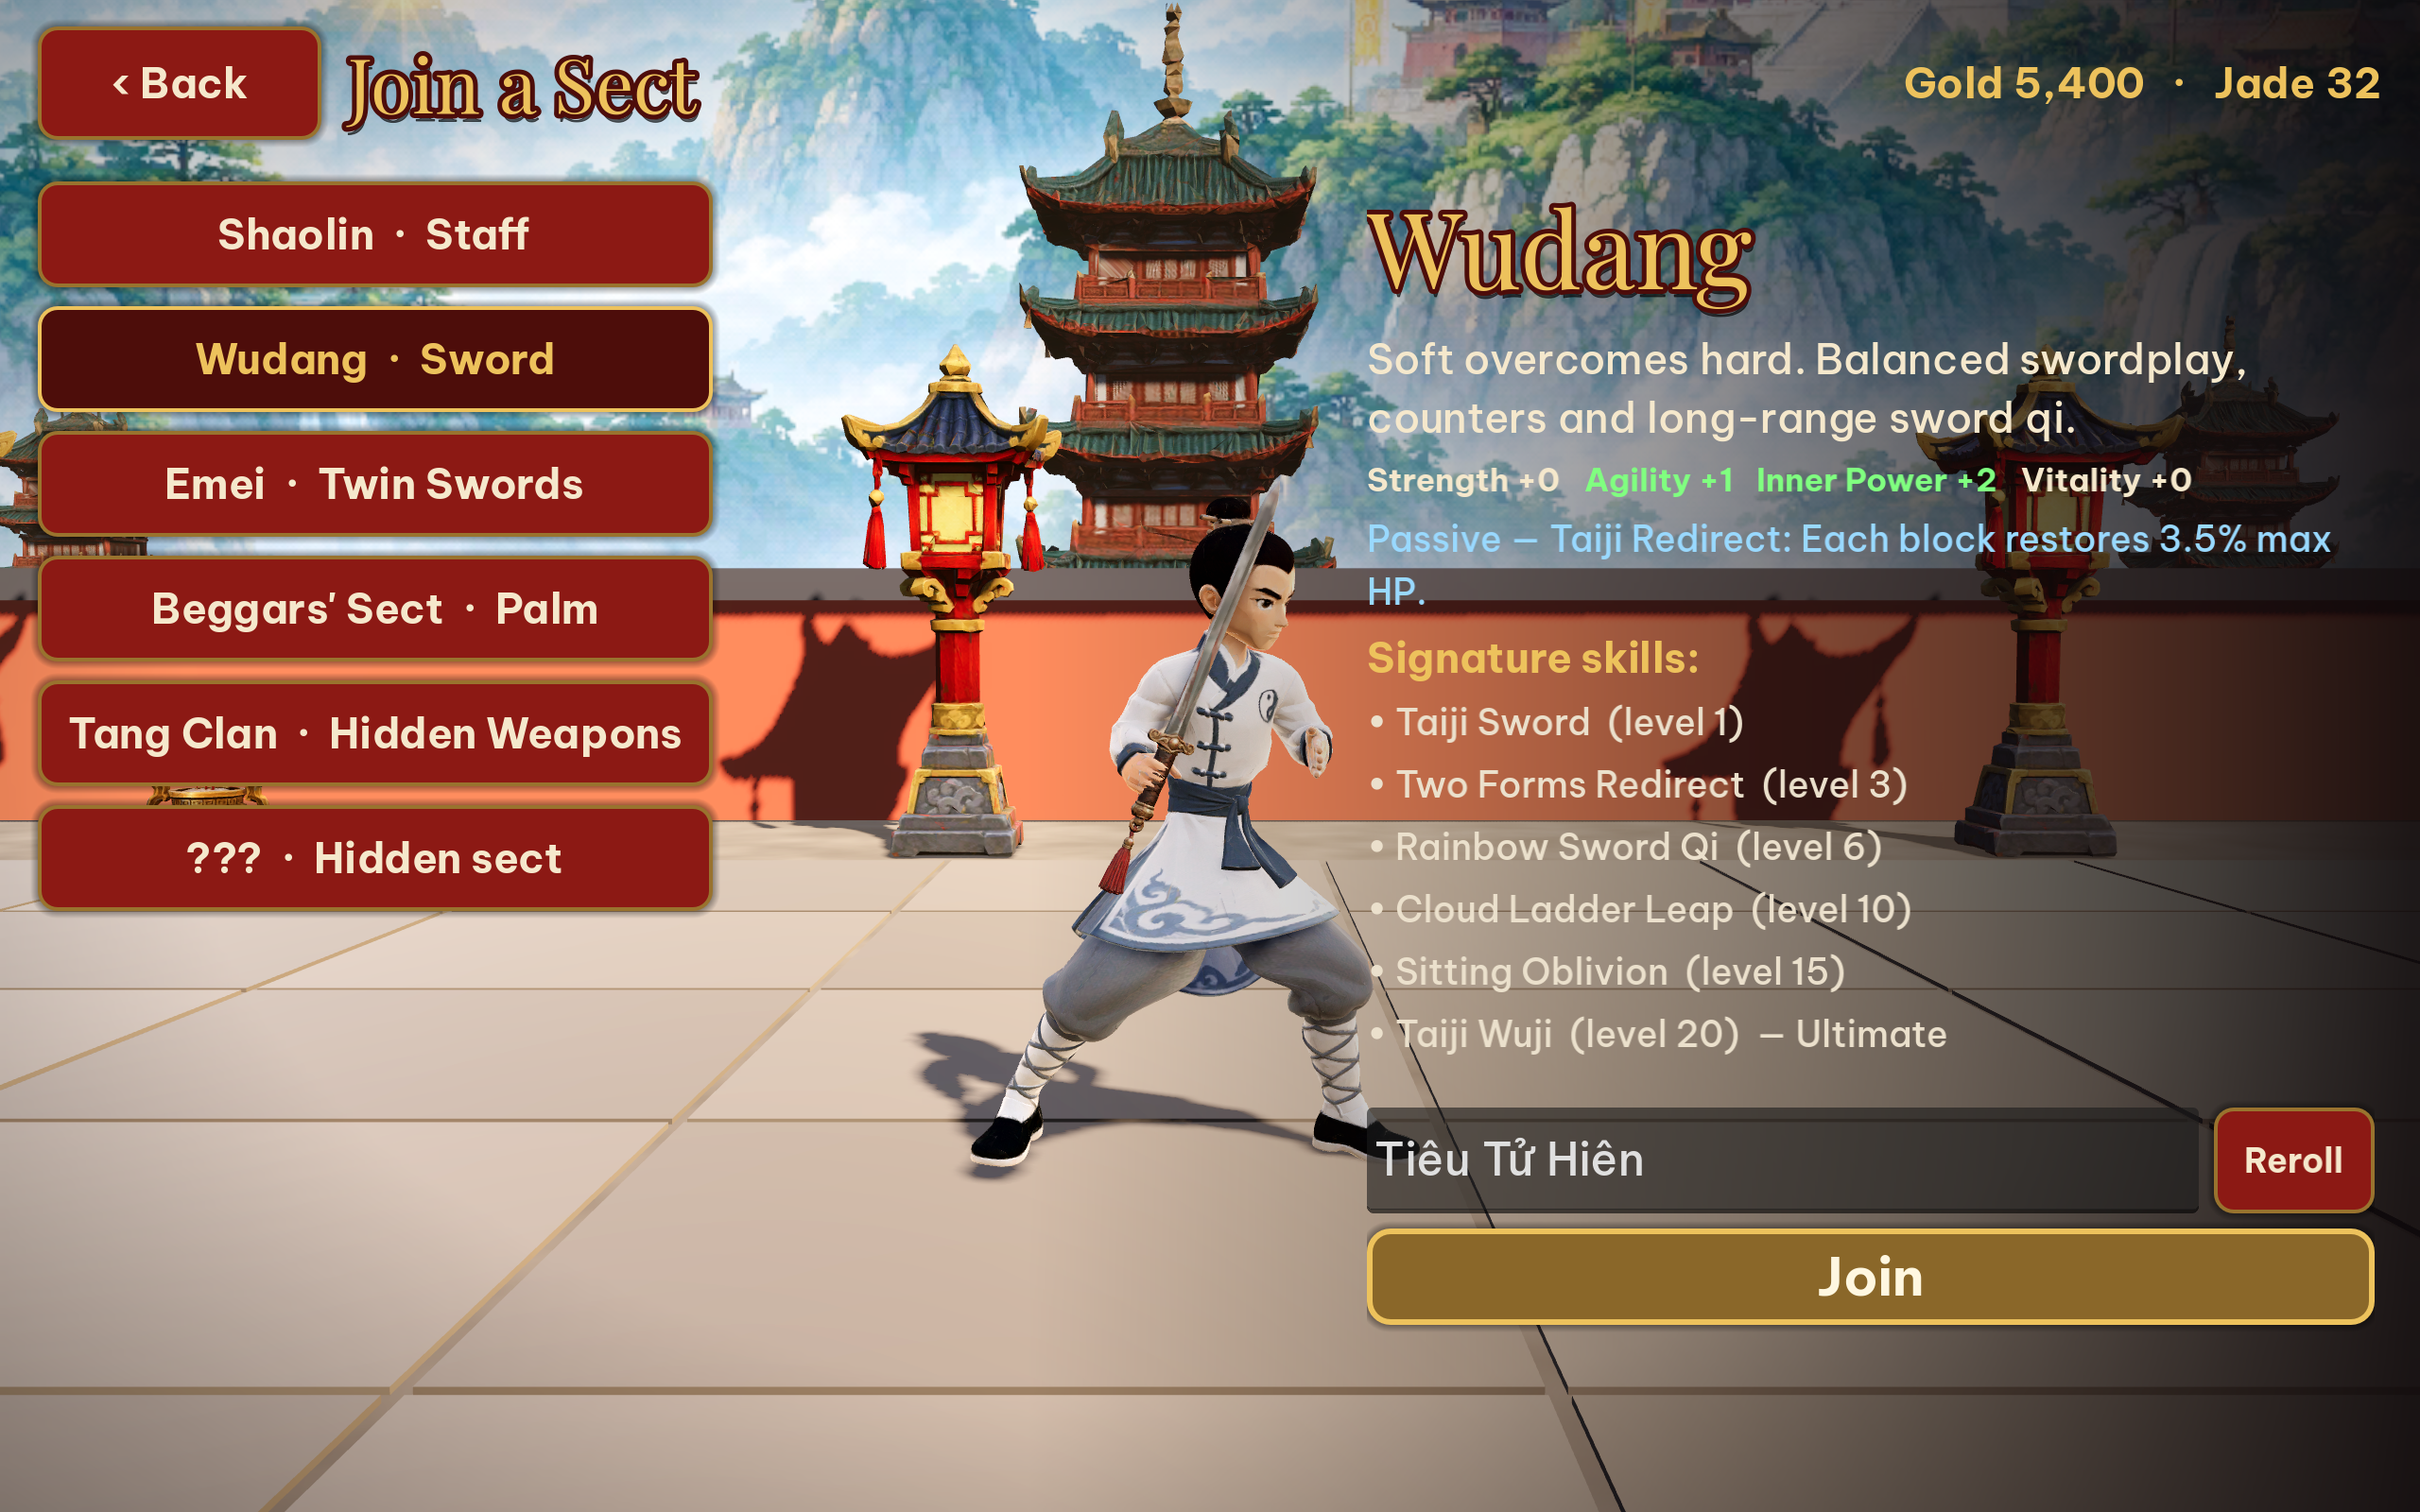 < Back
Join a Sect
Gold 5,400 · Jade 32
Shaolin · Staff
Wudang · Sword
Emei · Twin Swords
Beggars' Sect · Palm
Tang Clan · Hidden Weapons
??? · Hidden sect
Wudang
Soft overcomes hard. Balanced swordplay,
counters and long-range sword qi.
Strength +0 Agility +1 Inner Power +2 Vitality +0
Passive — Taiji Redirect: Each block restores 3.5% max
HP.
Signature skills:
• Taiji Sword (level 1)
• Two Forms Redirect (level 3)
• Rainbow Sword Qi (level 6)
• Cloud Ladder Leap (level 10)
• Sitting Oblivion (level 15)
• Taiji Wuji (level 20) — Ultimate
Tiêu Tử Hiên
Reroll
Join